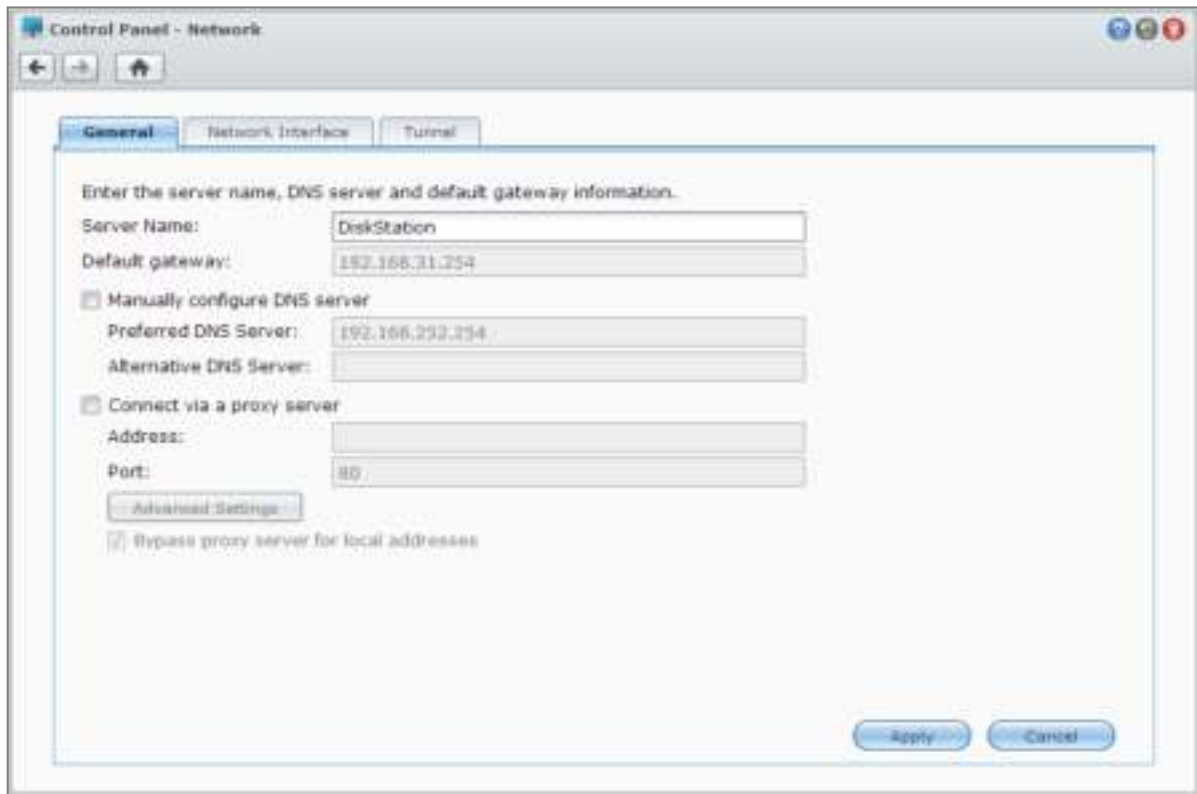 Control Panel - Network
General Network Interface Tunnel
Enter the server name, DNS server and default gateway information.
Server Name: DiskStation
Default gateway: 192.168.31.254
Manually configure DNS server
Preferred DNS Server: 192.168.252.254
Alternative DNS Server:
Connect via a proxy server
Address:
Port: 80
Advanced Settings
Bypass proxy server for local addresses
Apply Cancel